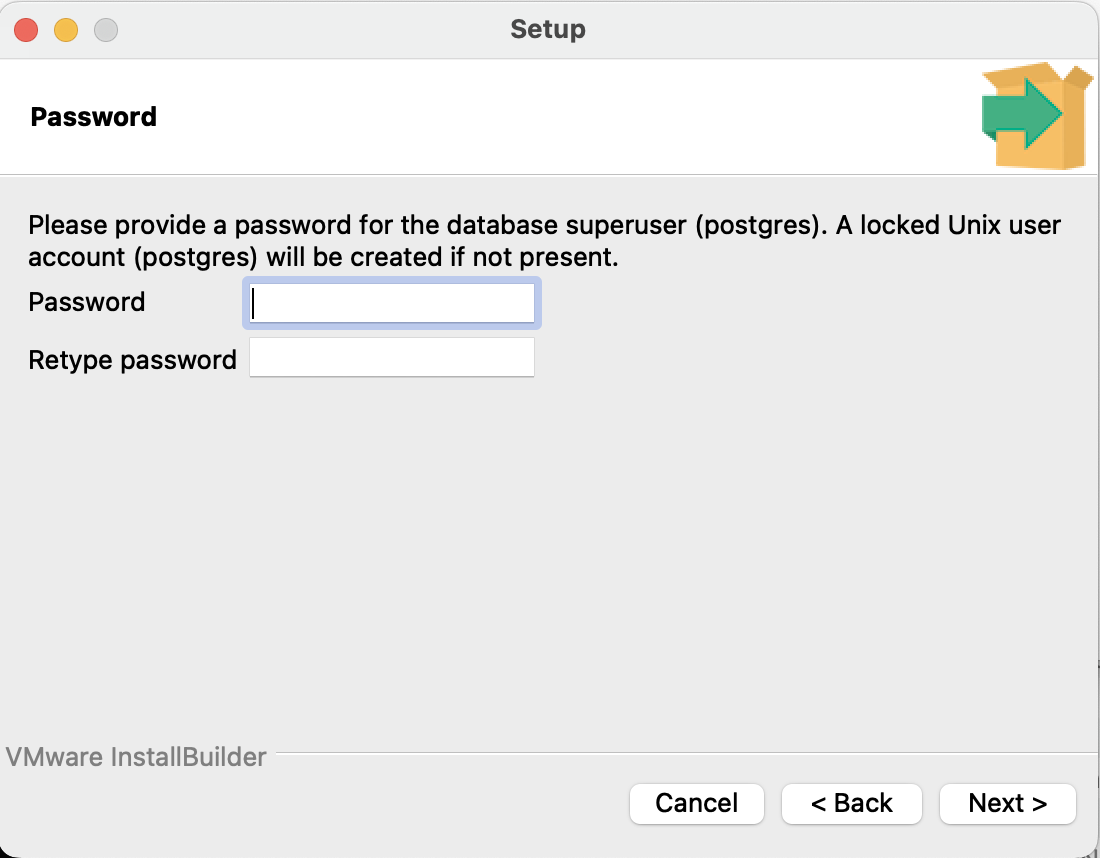 Setup
Password
Please provide a password for the database superuser (postgres). A locked Unix user
account (postgres) will be created if not present.
Password
Retype password
VMware InstallBuilder
Cancel
< Back
Next >